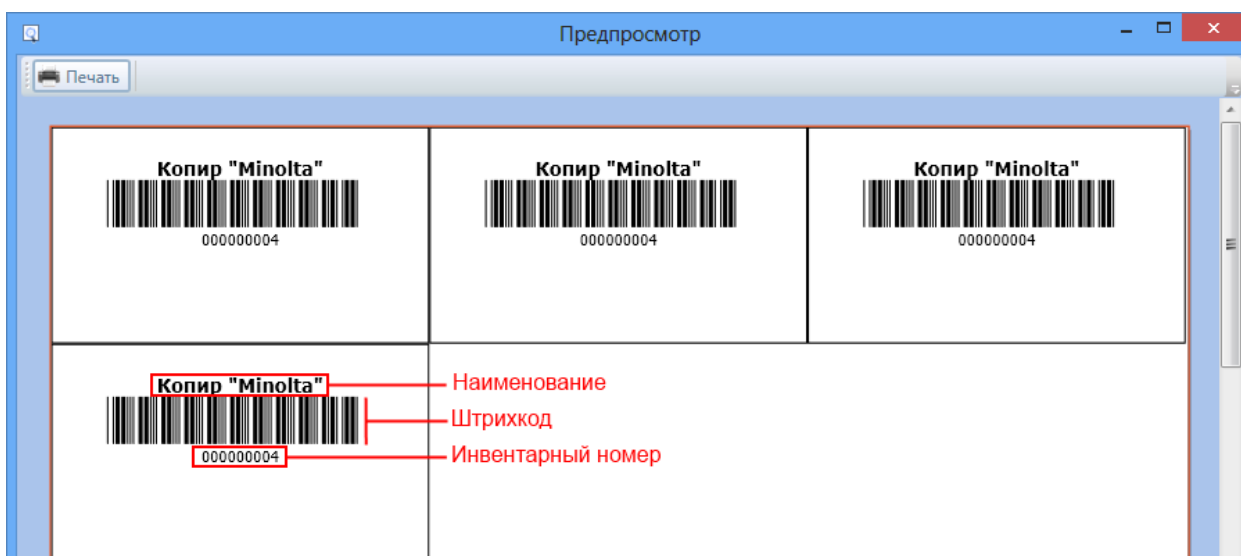 Предпросмотр
Печать
Копир "Minolta" Копир "Minolta" Копир "Minolta"
000000004 000000004 000000004
Копир "Minolta" Наименование
Штрихкод
000000004 Инвентарный номер